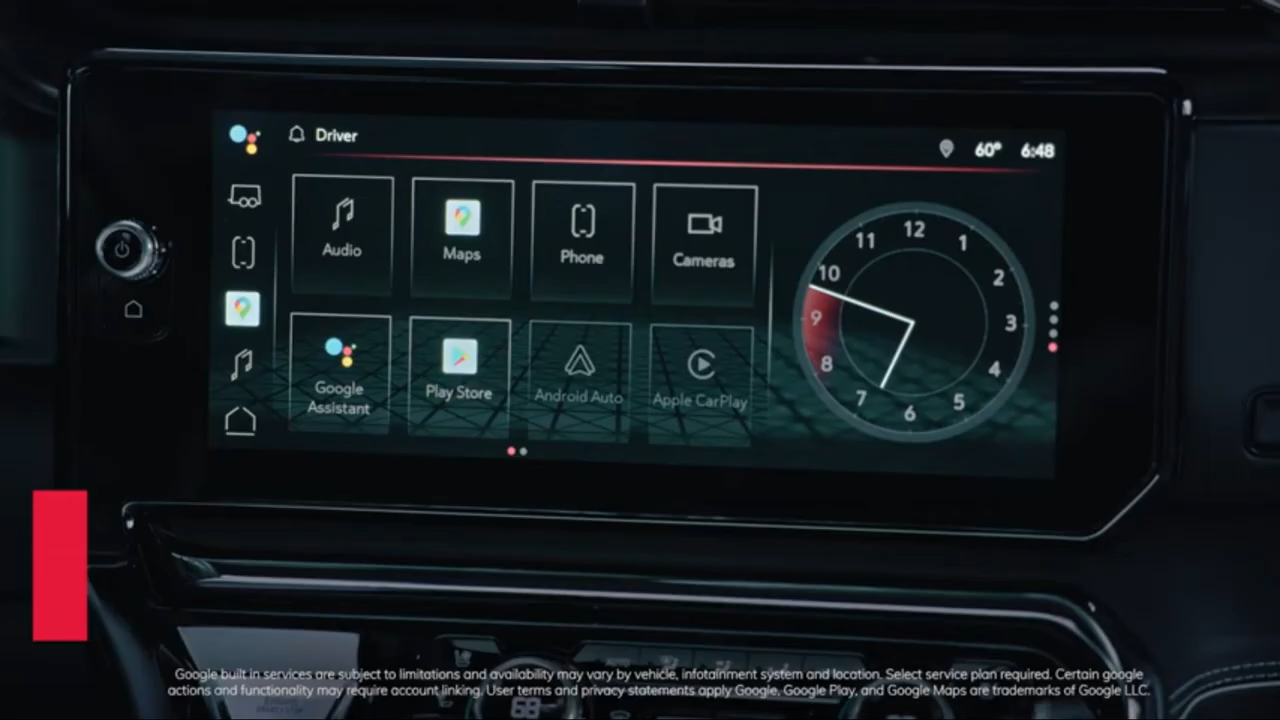 Driver
60°
6:48
Audio
Maps
Phone
Cameras
Google
Assistant
Play Store
Android Auto
Apple CarPlay
12
1
2
3
4
5
6
7
8
9
10
11
Google built in services are subject to limitations and availability may vary by vehicle, infotainment system and location. Select service plan required. Certain google
actions and functionality may require account linking. User terms and privacy statements apply Google, Google Play, and Google Maps are trademarks of Google LLC.
68